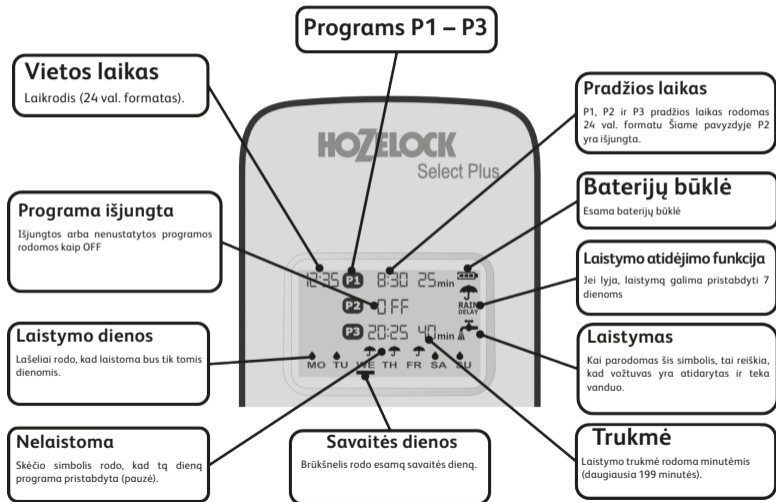 Programs P1 – P3
Vietos laikas
Laikrodis (24 val. formatas).
Pradžios laikas
P1, P2 ir P3 pradžios laikas rodomas
24 val. formatu Šiame pavyzdyje P2
yra išjungta.
HOZELOCK
Select Plus
Baterijų būklė
Esama baterijų būklė
Programa išjungta
Išjungtos arba nenustatytos programos
rodomos kaip OFF
Laistymo atidėjimo funkcija
Jei lyja, laistymą galima pristabdyti 7
dienoms
12:35 P1 8:30 25min
P2 OFF
RAIN
DELAY
P3 20:25 40min
MO TU WE TH FR SA SU
Laistymo dienos
Lašeliai rodo, kad laistoma bus tik tomis
dienomis.
Laistymas
Kai parodomas šis simbolis, tai reiškia,
kad vožtuvas yra atidarytas ir teka
vanduo.
Nelaistoma
Skėčio simbolis rodo, kad tą dieną
programa pristabdyta (pauzė).
Savaitės dienos
Brūkšnelis rodo esamą savaitės dieną.
Trukmė
Laistymo trukmė rodoma minutėmis
(daugiausia 199 minutės).